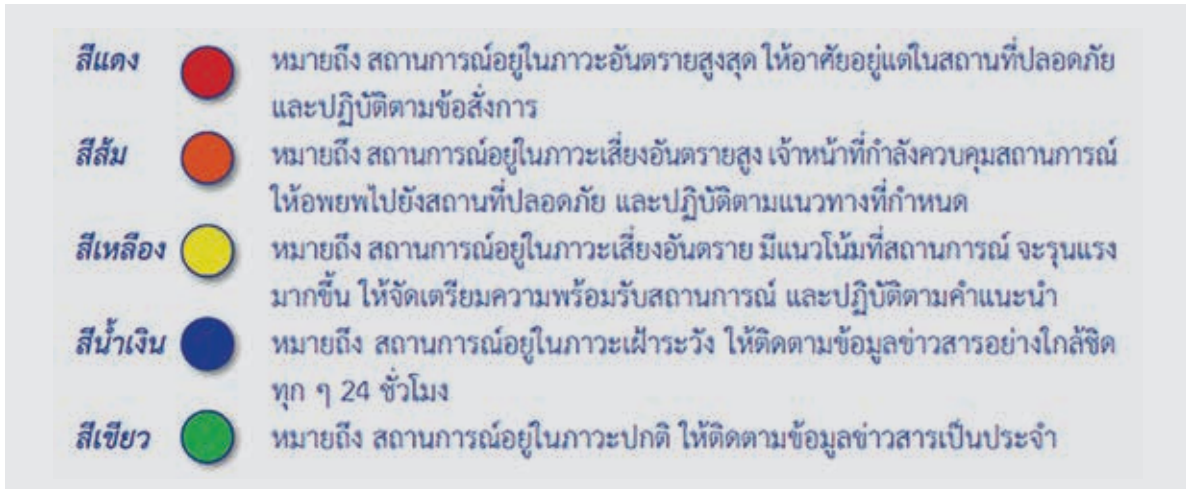 สีแดง หมายถึง สถานการณ์อยู่ในภาวะอันตรายสูงสุด ให้อาศัยอยู่แต่ในสถานที่ปลอดภัย
และปฏิบัติตามข้อสั่งการ
สีส้ม หมายถึง สถานการณ์อยู่ในภาวะเสี่ยงอันตรายสูง เจ้าหน้าที่กำลังควบคุมสถานการณ์
ให้อพยพไปยังสถานที่ปลอดภัย และปฏิบัติตามแนวทางที่กำหนด
สีเหลือง หมายถึง สถานการณ์อยู่ในภาวะเสี่ยงอันตราย มีแนวโน้มที่สถานการณ์ จะรุนแรง
มากขึ้น ให้จัดเตรียมความพร้อมรับสถานการณ์ และปฏิบัติตามคำแนะนำ
สีน้ำเงิน หมายถึง สถานการณ์อยู่ในภาวะเฝ้าระวัง ให้ติดตามข้อมูลข่าวสารอย่างใกล้ชิด
ทุก ๆ 24 ชั่วโมง
สีเขียว หมายถึง สถานการณ์อยู่ในภาวะปกติ ให้ติดตามข้อมูลข่าวสารเป็นประจำ